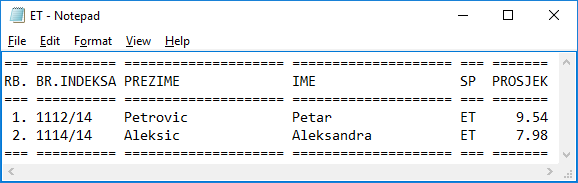 ET - Notepad
File Edit Format View Help
=== ========== ==================== ==================== === =======
RB. BR.INDEKSA PREZIME              IME                  SP  PROSJEK
=== ========== ==================== ==================== === =======
 1. 1112/14    Petrovic             Petar                ET     9.54
 2. 1114/14    Aleksic              Aleksandra           ET     7.98
=== ========== ==================== ==================== === =======